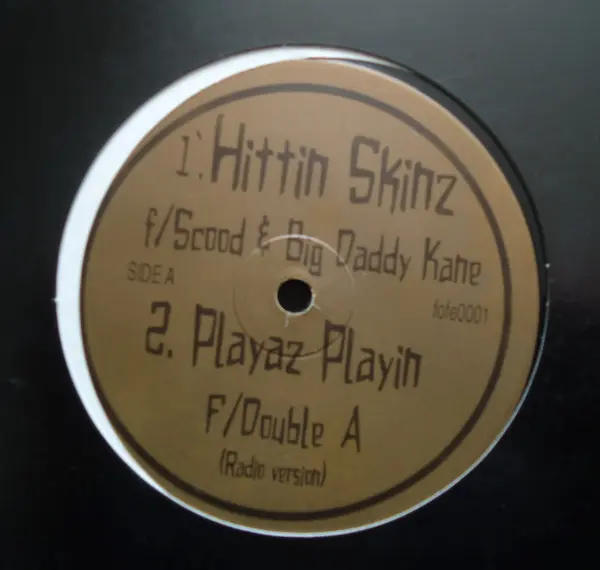 1. Hittin Skinz
f/Scood & Big Daddy Kane
SIDE A
fofe0001
2. Playaz Playin
F/Double A
(Radio version)